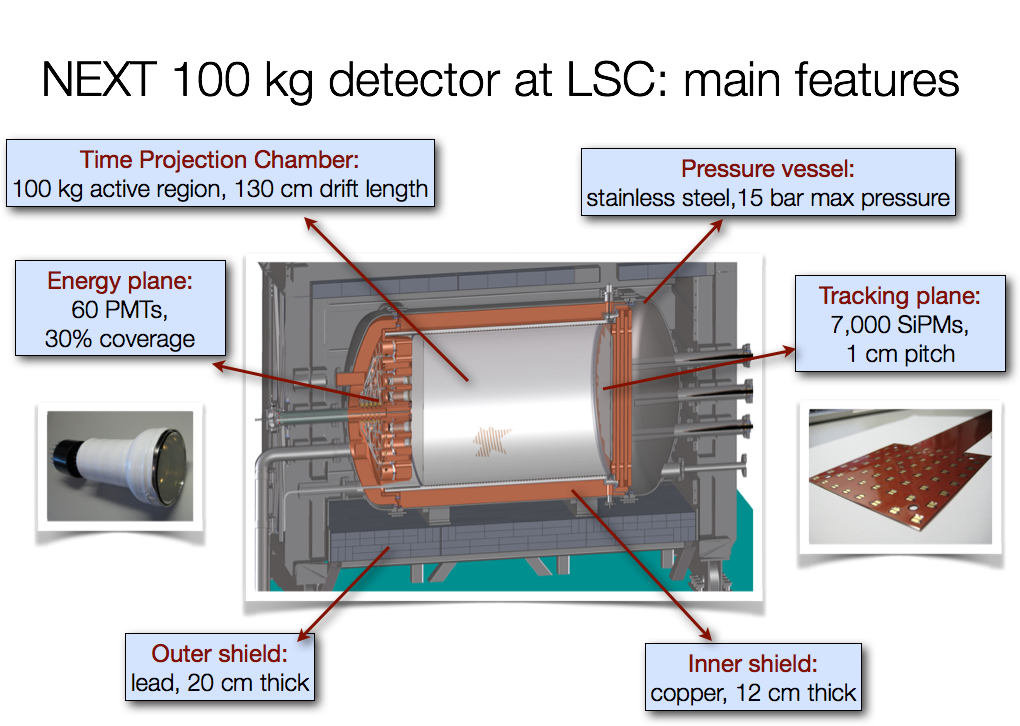 NEXT 100 kg detector at LSC: main features
Time Projection Chamber:
100 kg active region, 130 cm drift length
Pressure vessel:
stainless steel,15 bar max pressure
Energy plane:
60 PMTs,
30% coverage
Tracking plane:
7,000 SiPMs,
1 cm pitch
Outer shield:
lead, 20 cm thick
Inner shield:
copper, 12 cm thick